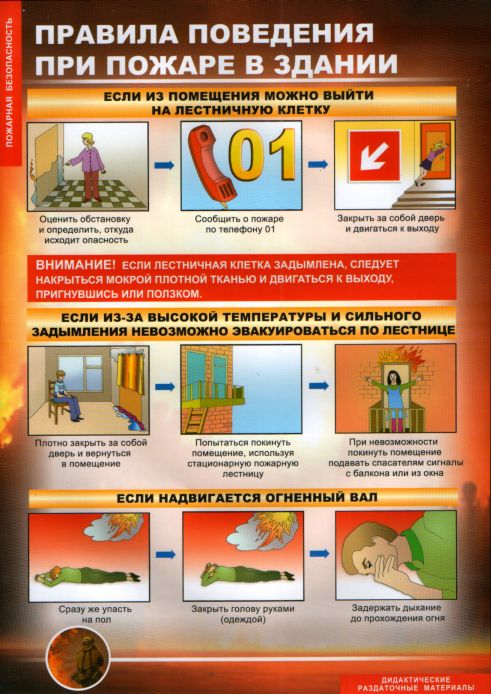 ПОЖАРНАЯ БЕЗОПАСНОСТЬ
ПРАВИЛА ПОВЕДЕНИЯ
ПРИ ПОЖАРЕ В ЗДАНИИ
ЕСЛИ ИЗ ПОМЕЩЕНИЯ МОЖНО ВЫЙТИ
НА ЛЕСТНИЧНУЮ КЛЕТКУ
01
Оценить обстановку
и определить, откуда
исходит опасность
Сообщить о пожаре
по телефону 01
Закрыть за собой дверь
и двигаться к выходу
ВНИМАНИЕ! ЕСЛИ ЛЕСТНИЧНАЯ КЛЕТКА ЗАДЫМЛЕНА, СЛЕДУЕТ
НАКРЫТЬСЯ МОКРОЙ ПЛОТНОЙ ТКАНЬЮ И ДВИГАТЬСЯ К ВЫХОДУ,
ПРИГНУВШИСЬ ИЛИ ПОЛЗКОМ.
ЕСЛИ ИЗ-ЗА ВЫСОКОЙ ТЕМПЕРАТУРЫ И СИЛЬНОГО
ЗАДЫМЛЕНИЯ НЕВОЗМОЖНО ЭВАКУИРОВАТЬСЯ ПО ЛЕСТНИЦЕ
Плотно закрыть за собой
дверь и вернуться
в помещение
Попытаться покинуть
помещение, используя
стационарную пожарную
лестницу
При невозможности
покинуть помещение
подавать спасателям сигналы
с балкона или из окна
ЕСЛИ НАДВИГАЕТСЯ ОГНЕННЫЙ ВАЛ
Сразу же упасть
на пол
Закрыть голову руками
(одеждой)
Задержать дыхание
до прохождения огня
ДИДАКТИЧЕСКИЕ
РАЗДАТОЧНЫЕ МАТЕРИАЛЫ